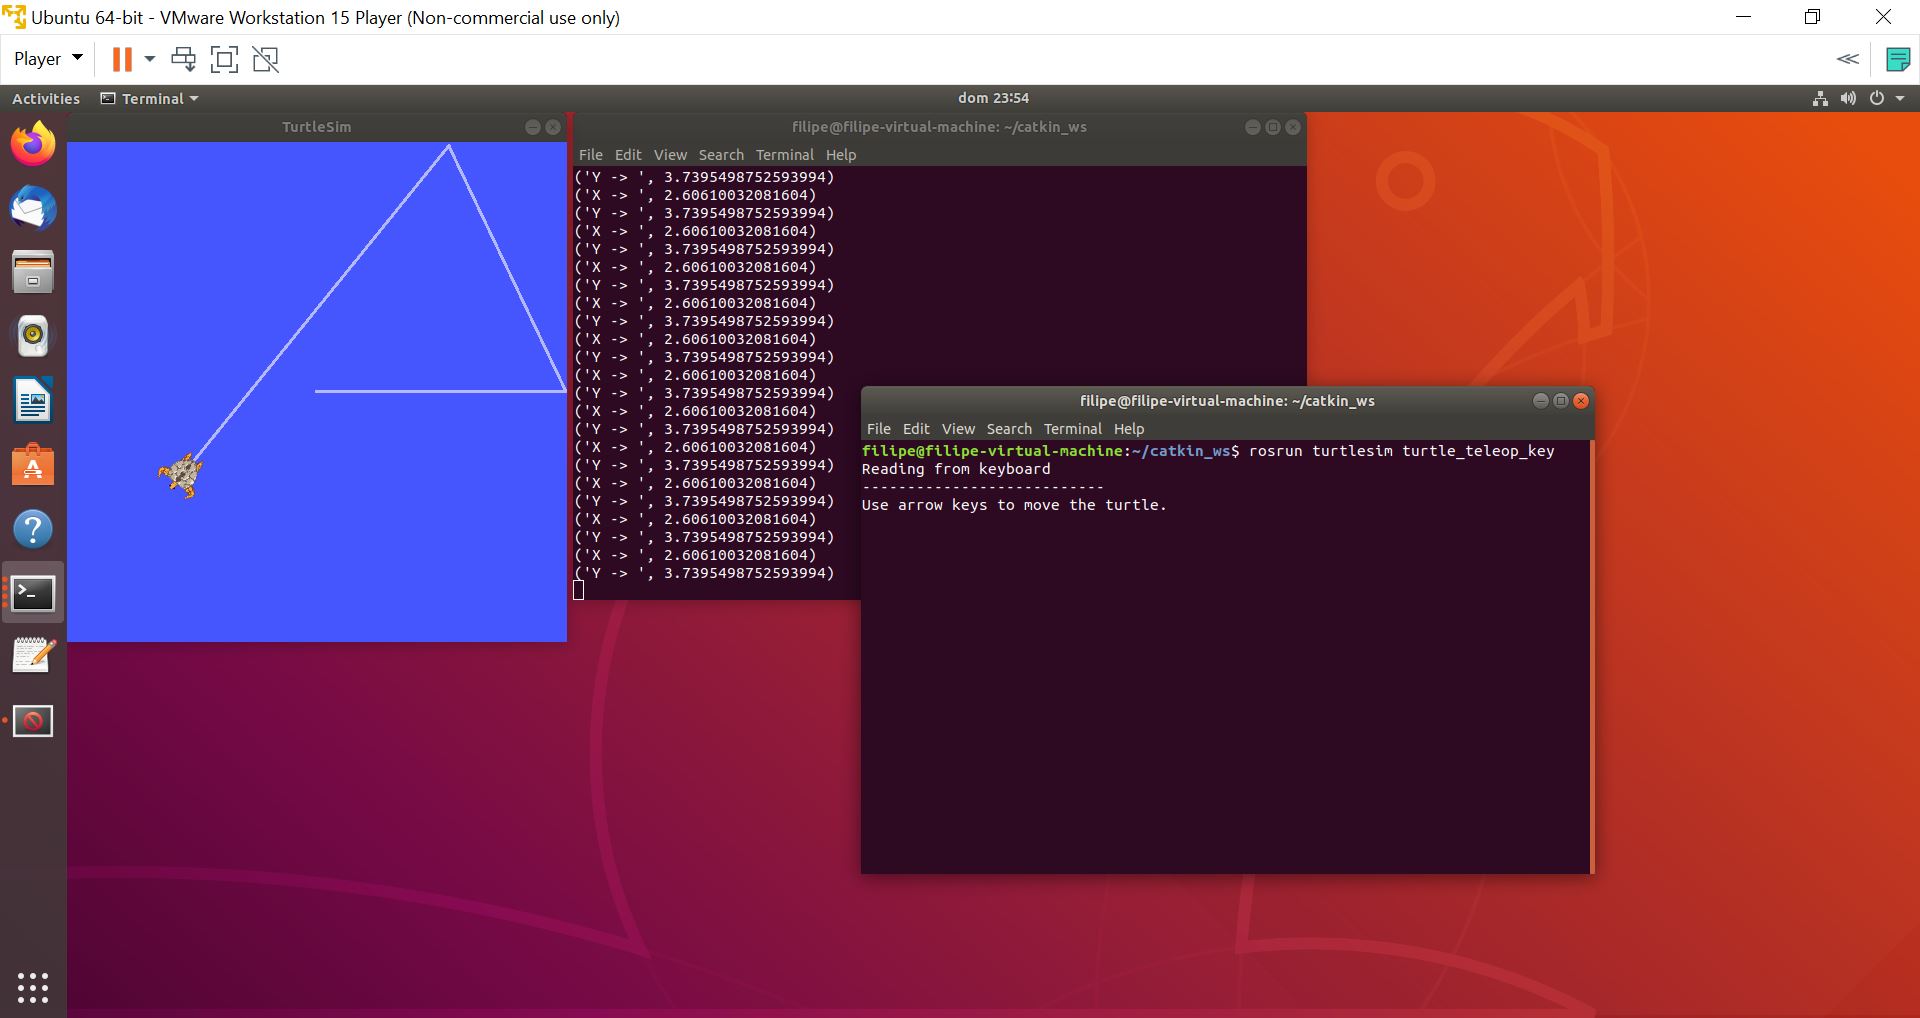 Ubuntu 64-bit - VMware Workstation 15 Player (Non-commercial use only)
Player
Activities
Terminal
dom 23:54
TurtleSim
filipe@filipe-virtual-machine: ~/catkin_ws
File Edit View Search Terminal Help
('Y -> ', 3.7395498752593994)
('X -> ', 2.60610032081604)
('Y -> ', 3.7395498752593994)
('X -> ', 2.60610032081604)
('Y -> ', 3.7395498752593994)
('X -> ', 2.60610032081604)
('Y -> ', 3.7395498752593994)
('X -> ', 2.60610032081604)
('Y -> ', 3.7395498752593994)
('X -> ', 2.60610032081604)
('Y -> ', 3.7395498752593994)
('X -> ', 2.60610032081604)
('Y -> ', 3.7395498752593994)
('X -> ', 2.60610032081604)
('Y -> ', 3.7395498752593994)
('X -> ', 2.60610032081604)
('Y -> ', 3.7395498752593994)
('X -> ', 2.60610032081604)
('Y -> ', 3.7395498752593994)
('X -> ', 2.60610032081604)
('Y -> ', 3.7395498752593994)
('X -> ', 2.60610032081604)
('Y -> ', 3.7395498752593994)
filipe@filipe-virtual-machine: ~/catkin_ws
File Edit View Search Terminal Help
filipe@filipe-virtual-machine:~/catkin_ws$ rosrun turtlesim turtle_teleop_key
Reading from keyboard
---------------------------
Use arrow keys to move the turtle.